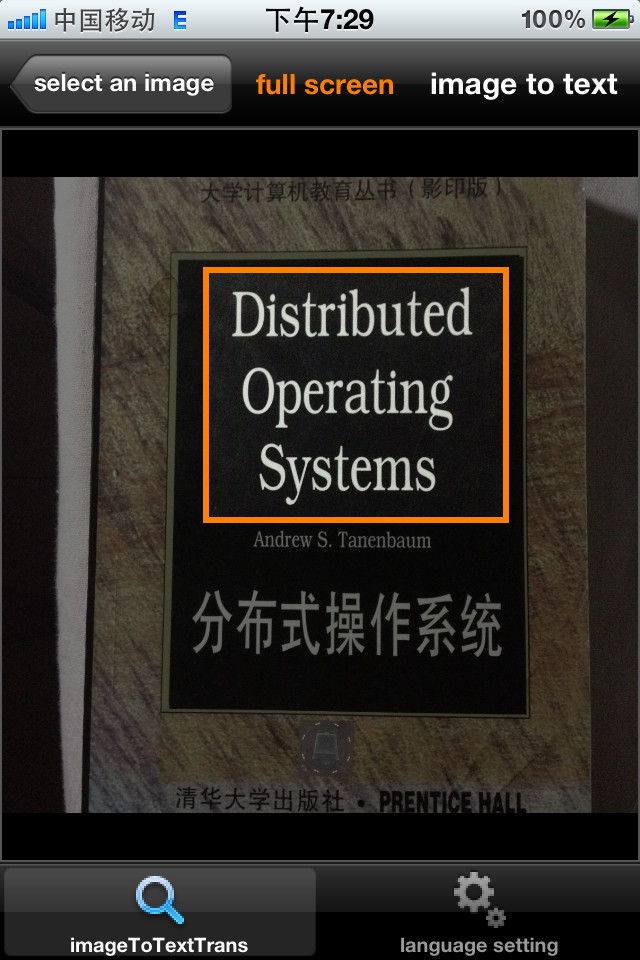 中国移动 E 下午7:29 100%
select an image full screen image to text
大学计算机教育丛书（影印版）
Distributed
Operating
Systems
Andrew S. Tanenbaum
分布式操作系统
清华大学出版社 • PRENTICE HALL
imageToTextTrans language setting